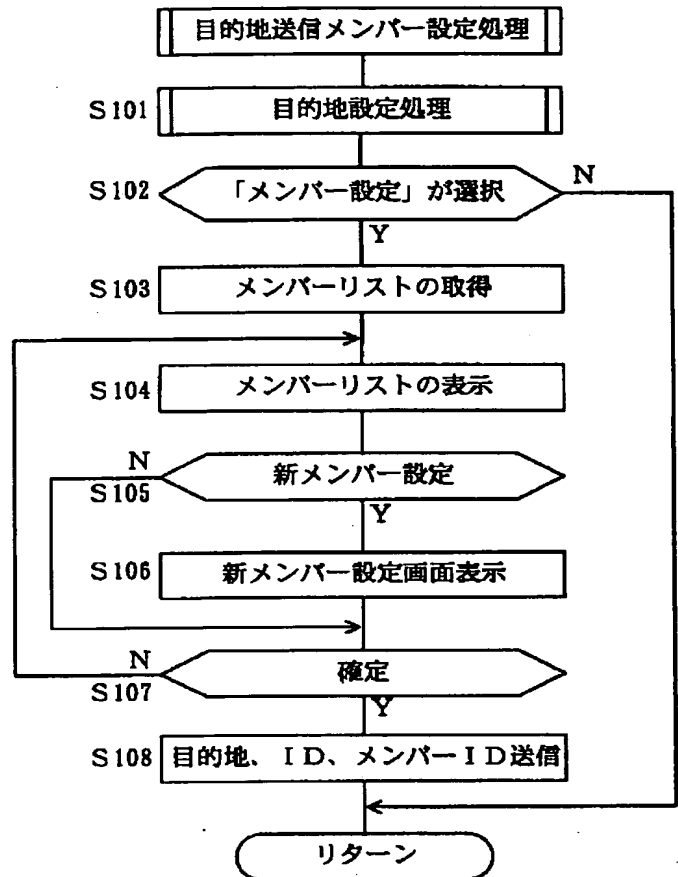 目的地送信メンバー設定処理
S101 目的地設定処理
S102 「メンバー設定」が選択 N
Y
S103 メンバーリストの取得
S104 メンバーリストの表示
N
S105 新メンバー設定
Y
S106 新メンバー設定画面表示
N
S107 確定
Y
S108 目的地、ID、メンバーID送信
リターン